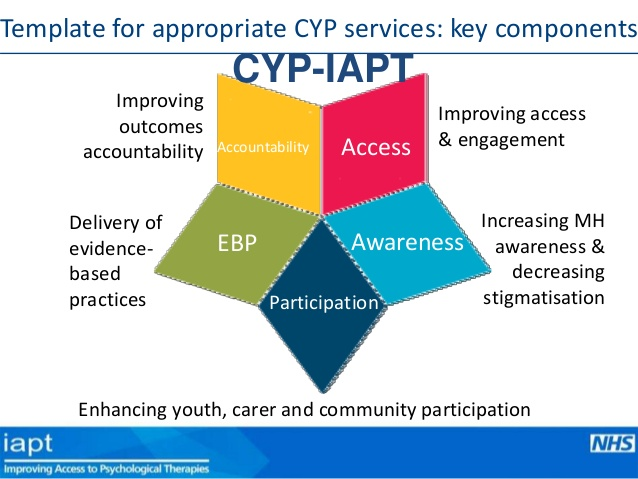 Template for appropriate CYP services: key components
CYP-IAPT
Improving
outcomes
accountability
Accountability
Access
Improving access
& engagement
Delivery of
evidence-
based
practices
EBP
Awareness
Increasing MH
awareness &
decreasing
stigmatisation
Participation
Enhancing youth, carer and community participation
iapt
Improving Access to Psychological Therapies
NHS